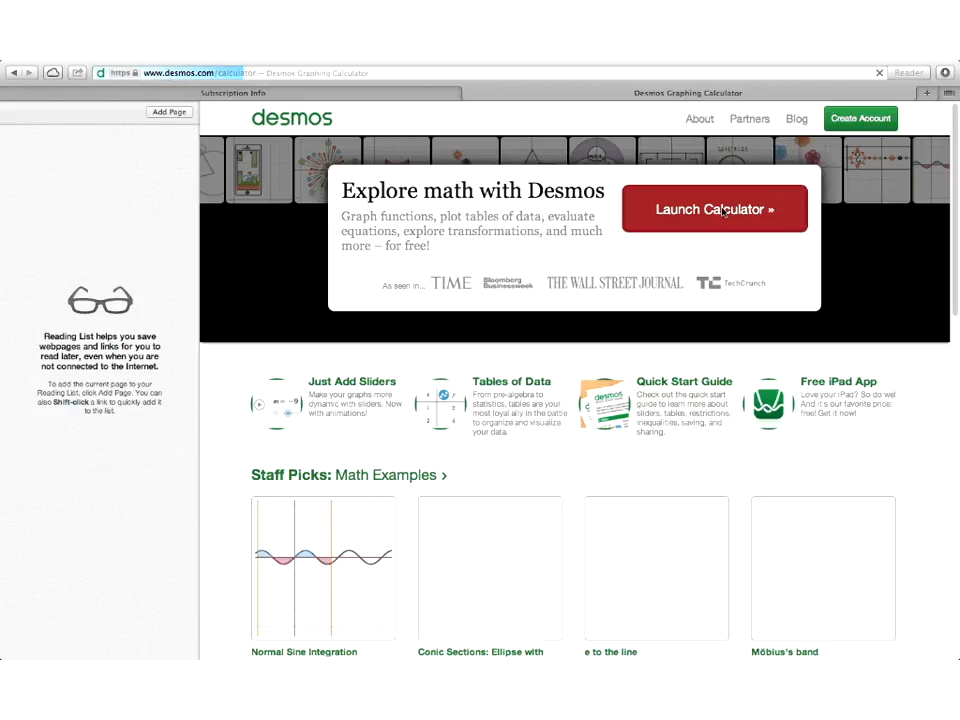 https www.desmos.com/calculator — Desmos Graphing Calculator
Reader
Subscription Info
Desmos Graphing Calculator
Add Page
desmos
About
Partners
Blog
Create Account
Explore math with Desmos
Graph functions, plot tables of data, evaluate
equations, explore transformations, and much
more – for free!
Launch Calculator »
As seen in... TIME Bloomberg Businessweek THE WALL STREET JOURNAL. TC TechCrunch
Reading List helps you save
webpages and links for you to
read later, even when you are
not connected to the Internet.
To add the current page to your
Reading List, click Add Page. You can
also Shift-click a link to quickly add it
to the list.
Just Add Sliders
Make your graphs more
dynamic with sliders. Now
with animations!
Tables of Data
From pre-algebra to
statistics, tables are your
most loyal ally in the battle
to organize and visualize
your data.
Quick Start Guide
Check out the quick start
guide to learn more about
sliders, tables, restrictions,
inequalities, saving, and
sharing.
Free iPad App
Love your iPad? So do we!
And it's our favorite price:
free! Get it now!
Staff Picks: Math Examples ›
Normal Sine Integration
Conic Sections: Ellipse with
e to the line
Möbius's band